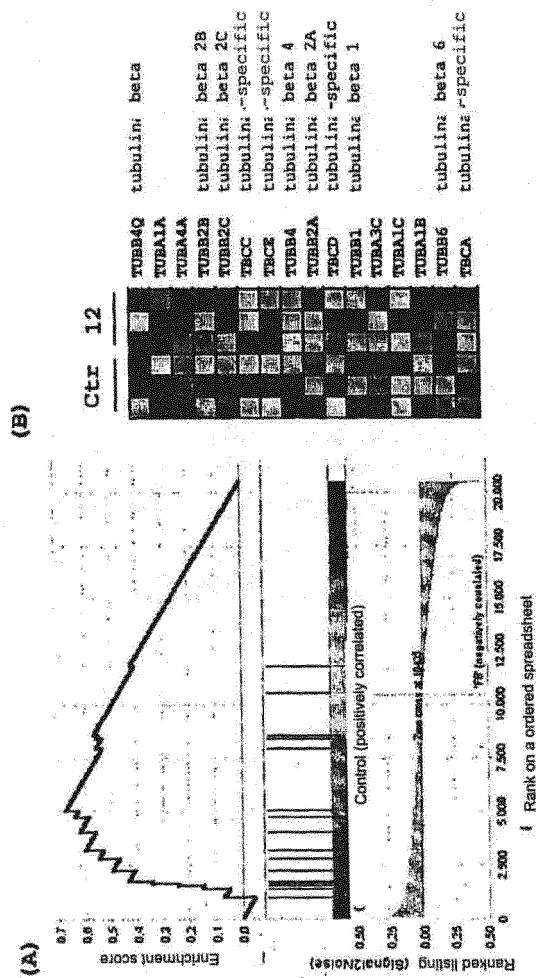 (A)
Enrichment score
0.7
0.6
0.5
0.4
0.3
0.2
0.1
0.0
Control (positively correlated)
Ranked listing (Signal2Noise)
0.50
0.25
0.00
0.25
0.50
Zero cross at
(negatively correlated)
0 2.500 5.000 7.500 10.000 12.500 15.000 17.500 20.000
Rank on a ordered spreadsheet
(B)
Ctr 12
TUBB4Q tubulin: beta
TUBA1A
TUBA4A
TUBB2B tubulin: beta 2B
TUBB2C tubulin: beta 2C
TBCC tubulin: -specific
TBCE tubulin: -specific
TUBB4 tubulin: beta 4
TUBB2A tubulin: beta 2A
TBCD tubulin: -specific
TUBB1 tubulin: beta 1
TUBA3C
TUBA1C
TUBA1B
TUBB6 tubulin: beta 6
TBCA tubulin: -specific